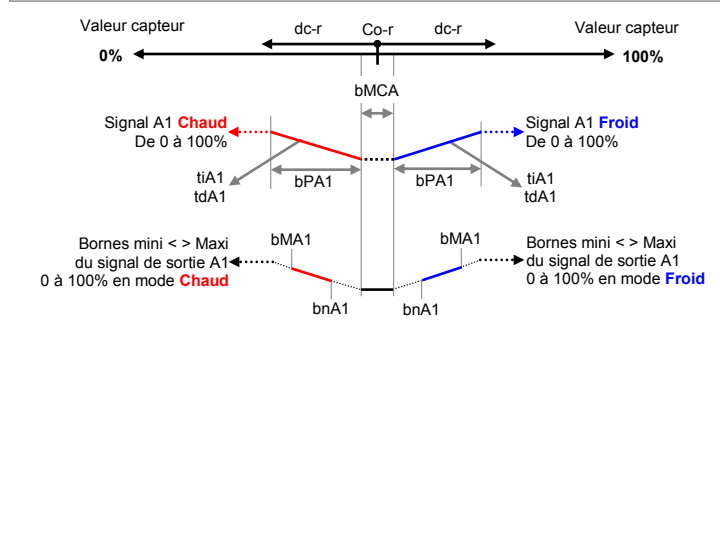 Valeur capteur
dc-r
Co-r
dc-r
Valeur capteur
0%
100%
bMCA
Signal A1 Chaud
De 0 à 100%
Signal A1 Froid
De 0 à 100%
tiA1
tdA1
bPA1
bPA1
tiA1
tdA1
Bornes mini < > Maxi
du signal de sortie A1
0 à 100% en mode Chaud
bMA1
bMA1
Bornes mini < > Maxi
du signal de sortie A1
0 à 100% en mode Froid
bnA1
bnA1